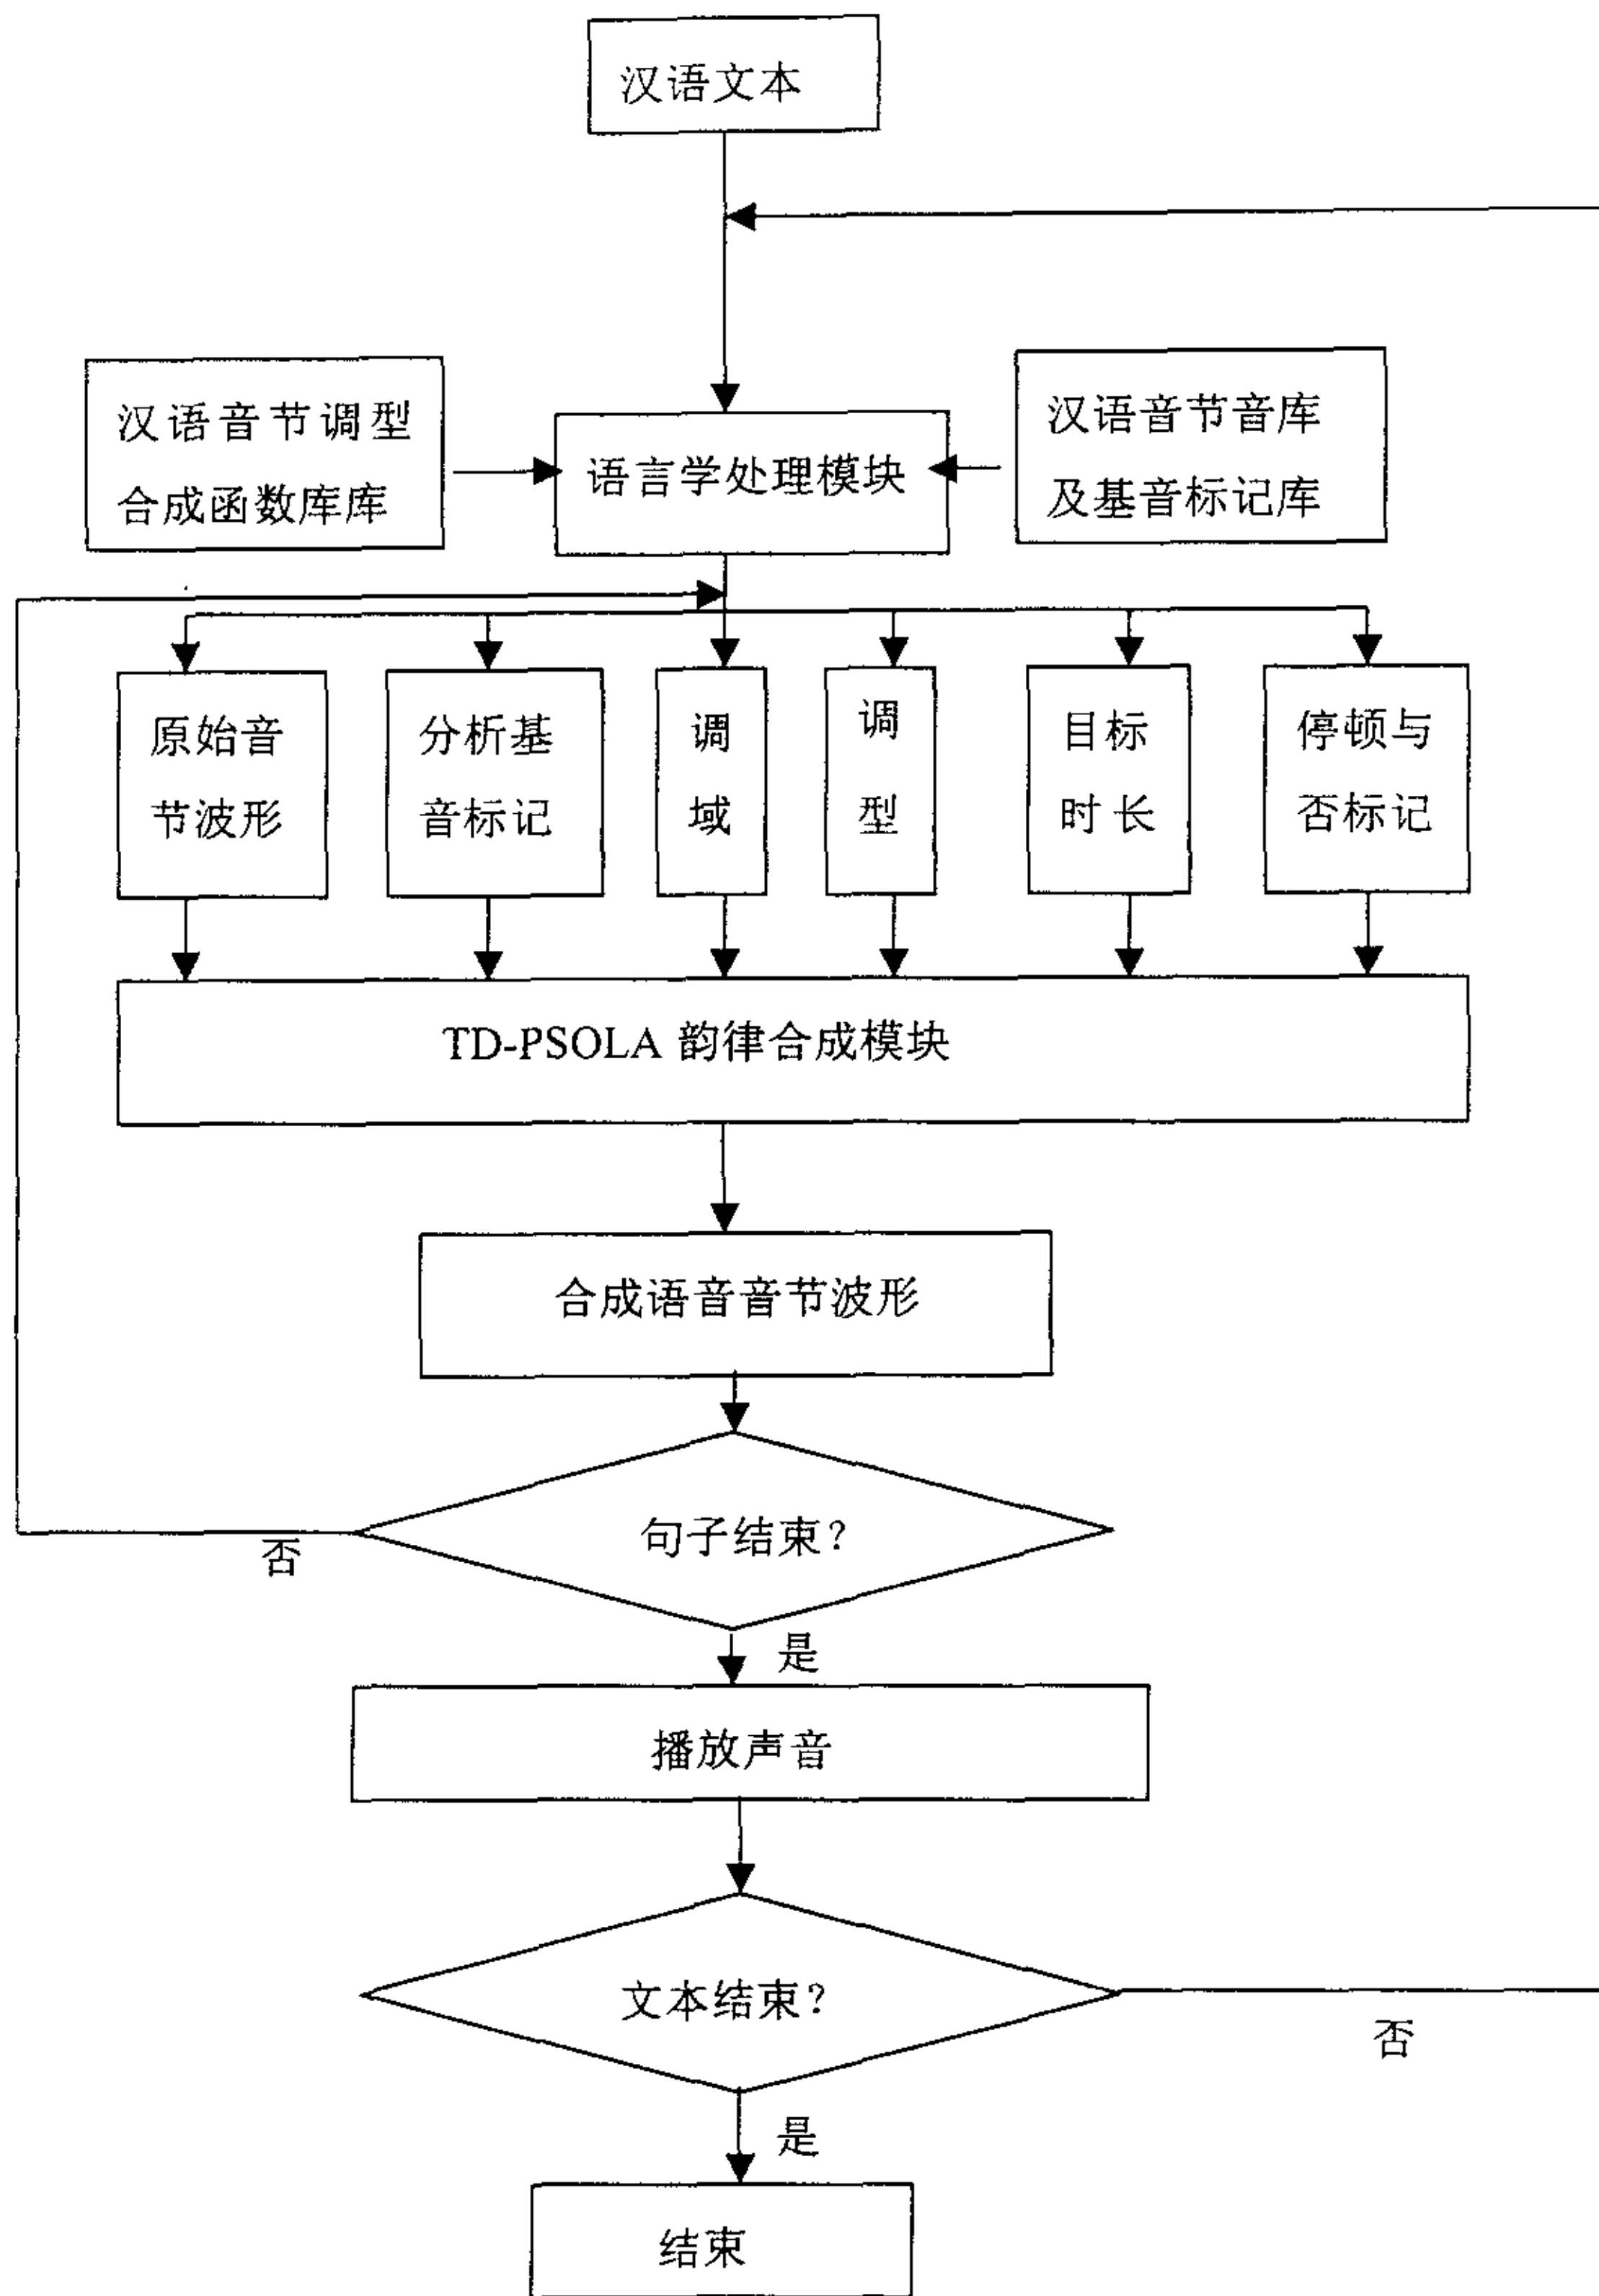 汉语文本
汉语音节调型
合成函数库库
语言学处理模块
汉语音节音库
及基音标记库
原始音
节波形
分析基
音标记
调
域
调
型
目标
时长
停顿与
否标记
TD-PSOLA 韵律合成模块
合成语音音节波形
句子结束?
否
是
播放声音
文本结束?
否
是
结束